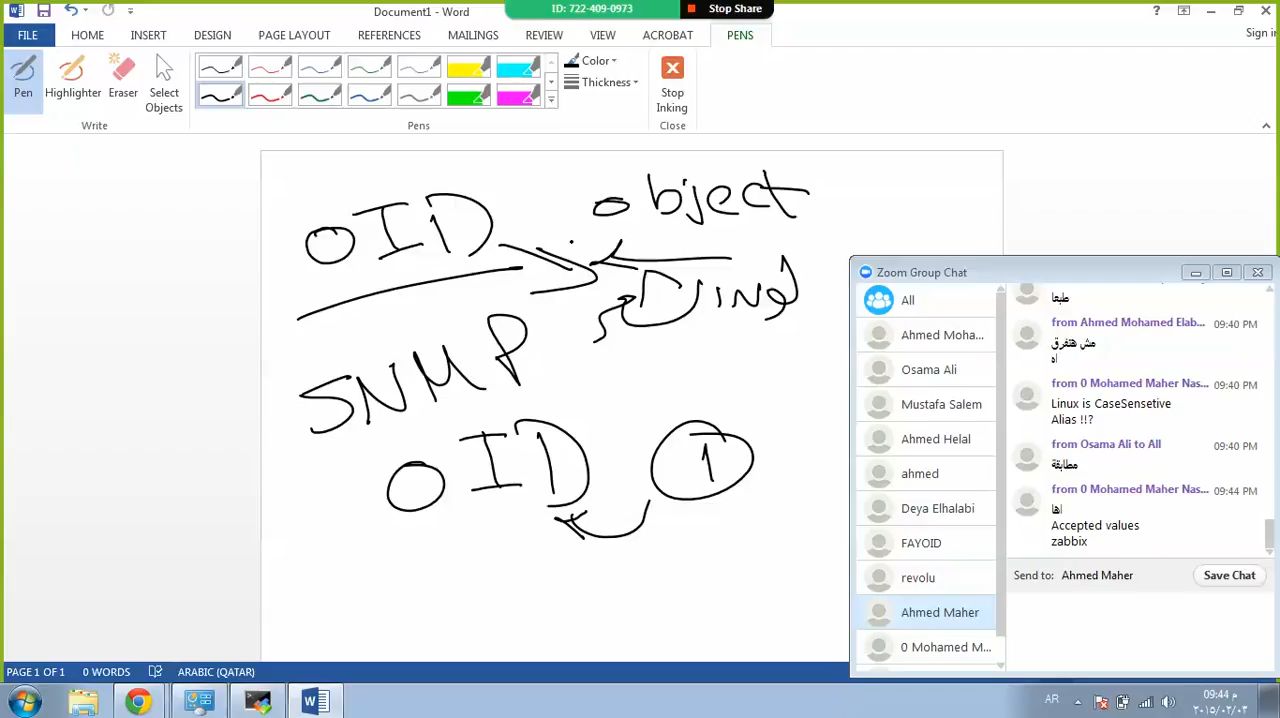 Document1 - Word
ID: 722-409-0973
Stop Share
FILE
HOME
INSERT
DESIGN
PAGE LAYOUT
REFERENCES
MAILINGS
REVIEW
VIEW
ACROBAT
PENS
Sign in
Pen
Highlighter
Eraser
Select Objects
Color
Thickness
Stop Inking
Write
Pens
Close
OID
object
SNMP
OID
I
Zoom Group Chat
All
Ahmed Moha...
Osama Ali
Mustafa Salem
Ahmed Helal
ahmed
Deya Elhalabi
FAYOID
revolu
Ahmed Maher
0 Mohamed M...
طبعا
from Ahmed Mohamed Elab... 09:40 PM
مش هتفرق
اه
from 0 Mohamed Maher Nas... 09:40 PM
Linux is CaseSensetive
Alias !!?
from Osama Ali to All 09:40 PM
مطابقة
from 0 Mohamed Maher Nas... 09:44 PM
اها
Accepted values
zabbix
Send to: Ahmed Maher
Save Chat
PAGE 1 OF 1
0 WORDS
ARABIC (QATAR)
AR
09:44 م
٢٠١٥/٠٢/٠٣